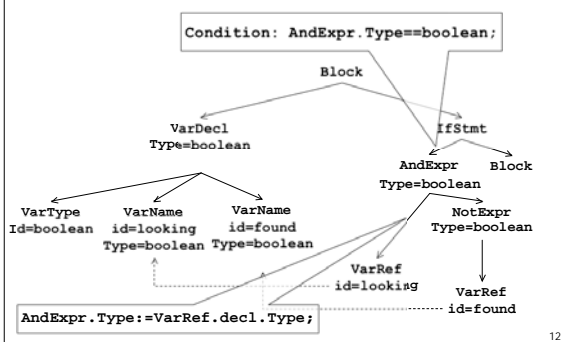 Condition: AndExpr.Type==boolean;
Block
VarDecl
Type=boolean
IfStmt
AndExpr
Type=boolean
Block
VarType
Id=boolean
VarName
id=looking
Type=boolean
VarName
id=found
Type=boolean
NotExpr
Type=boolean
VarRef
id=looking
VarRef
id=found
AndExpr.Type:=VarRef.decl.Type;
12